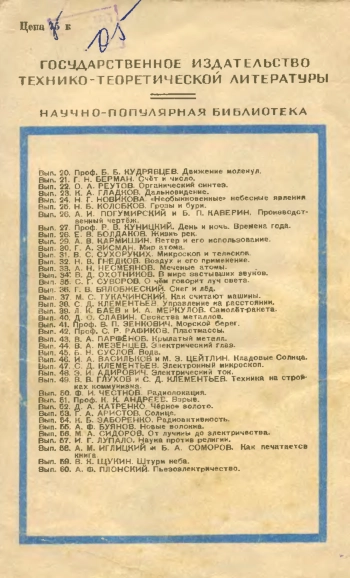 Цена к
05
ГОСУДАРСТВЕННОЕ ИЗДАТЕЛЬСТВО
ТЕХНИКО-ТЕОРЕТИЧЕСКОЙ ЛИТЕРАТУРЫ
НАУЧНО-ПОПУЛЯРНАЯ БИБЛИОТЕКА
Вып. 20. Проф. Б. Б. КУДРЯВЦЕВ. Движение молекул.
Вып. 21. Г. Н. БЕРМАН. Счёт и число.
Вып. 22. О. А. РЕУТОВ. Органический синтез.
Вып. 23. К. А. ГЛАДКОВ. Дальновидение.
Вып. 24. Н. Г. НОВИКОВА. «Необыкновенные» небесные явления
Вып. 25. Н. Б. КОЛОБКОВ. Грозы и бури.
Вып. 26. А. И. ПОГУМИРСКИЙ и Б. П. КАВЕРИН. Производст-
венный чертёж.
Вып. 27. Проф. Р. В. КУНИЦКИЙ. День и ночь. Времена года.
Вып. 28. Е. В. БОЛДАКОВ. Жизнь рек.
Вып. 29. А. В. КАРМИШИН. Ветер и его использование.
Вып. 30. Г. А. ЗИСМАН. Мир атома.
Вып. 31. В. С. СУХОРУКИХ. Микроскоп и телескоп.
Вып. 32. Н. В. ГНЕДКОВ. Воздух и его применение.
Вып. 33. А. Н. НЕСМЕЯНОВ. Меченые атомы.
Вып. 34. В. Д. ОХОТНИКОВ. В мире застывших звуков.
Вып. 35. С. Г. СУВОРОВ. О чём говорит луч света.
Вып. 36. Г. В. БЯЛОБЖЕСКИЙ. Снег и лёд.
Вып. 37. М. С. ТУКАЧИНСКИЙ. Как считают машины.
Вып. 38. С. Д. КЛЕМЕНТЬЕВ. Управление на расстоянии.
Вып. 39. Л. К. БАЕВ и И. А. МЕРКУЛОВ. Самолёт-ракета.
Вып. 40. Д. О. СЛАВИН. Свойства металлов.
Вып. 41. Проф. В. П. ЗЕНКОВИЧ. Морской берег.
Вып. 42. Проф. С. Р. РАФИКОВ. Пластмассы.
Вып. 43. В. А. ПАРФЁНОВ. Крылатый металл.
Вып. 44. В. А. МЕЗЕНЦЕВ. Электрический глаз.
Вып. 45. Б. Н. СУСЛОВ. Вода.
Вып. 46. И. А. ВАСИЛЬКОВ и М. Э. ЦЕЙТЛИН. Кладовые Солнца.
Вып. 47. С. Д. КЛЕМЕНТЬЕВ. Электронный микроскоп.
Вып. 48. Э. И. АДИРОВИЧ. Электрический ток.
Вып. 49. В. В. ГЛУХОВ и С. Д. КЛЕМЕНТЬЕВ. Техника на строй-
ках коммунизма.
Вып. 50. Ф. И. ЧЕСТНОВ. Радиолокация.
Вып. 51. Проф. К. К. АНДРЕЕВ. Взрыв.
Вып. 52. Д. А. КАТРЕНКО. Чёрное золото.
Вып. 53. Г. А. АРИСТОВ. Солнце.
Вып. 54. Н. Б. ЗАБОРЕНКО. Радиоактивность.
Вып. 55. А. Ф. БУЯНОВ. Новые волокна.
Вып. 56. М. А. СИДОРОВ. От лучины до электричества.
Вып. 57. И. Г. ЛУПАЛО. Наука против религии.
Вып. 58. А. М. ИГЛИЦКИЙ и Б. А. СОМОРОВ. Как печатается
книга.
Вып. 59. В. К. ЩУКИН. Штурм неба.
Вып. 60. А. Ф. ПЛОНСКИЙ. Пьезоэлектричество.